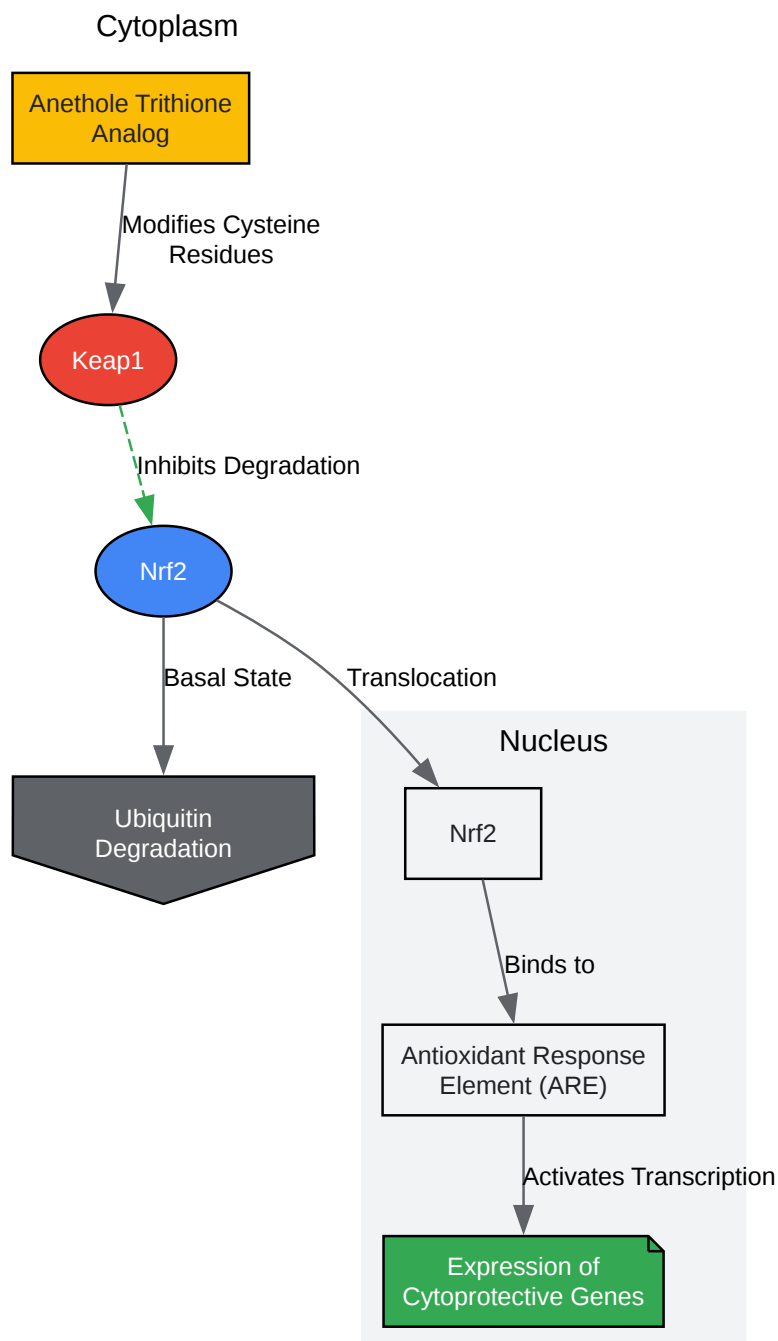 Cytoplasm
Anethole Trithione
Analog
Modifies Cysteine
Residues
Keap1
Inhibits Degradation
Nrf2
Basal State
Translocation
Nucleus
Ubiquitin
Degradation
Nrf2
Binds to
Antioxidant Response
Element (ARE)
Activates Transcription
Expression of
Cytoprotective Genes